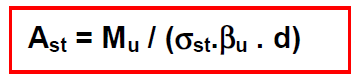 Aₛₜ = Mᵤ / (σₛₜ.βᵤ . d)